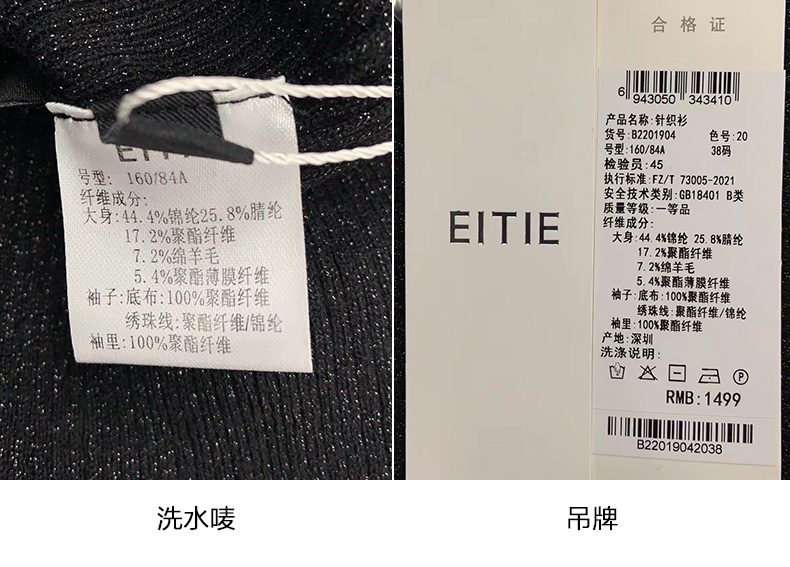 号型: 160/84A
纤维成分:
大身:44.4%锦纶25.8%腈纶
17.2%聚酯纤维
7.2%绵羊毛
5.4%聚酯薄膜纤维
袖子:底布:100%聚酯纤维
绣珠线:聚酯纤维/锦纶
袖里:100%聚酯纤维
洗水唛
EITIE
合格证
6 943050 343410
产品名称:针织衫
货号:B2201904 色号:20
号型:160/84A 38码
检验员:45
执行标准:FZ/T 73005-2021
安全技术类别:GB18401 B类
质量等级:一等品
纤维成分:
大身:44.4%锦纶 25.8%腈纶
17.2%聚酯纤维
7.2%绵羊毛
5.4%聚酯薄膜纤维
袖子:底布:100%聚酯纤维
绣珠线:聚酯纤维/锦纶
袖里:100%聚酯纤维
产地:深圳
洗涤说明:
P
RMB:1499
B22019042038
吊牌